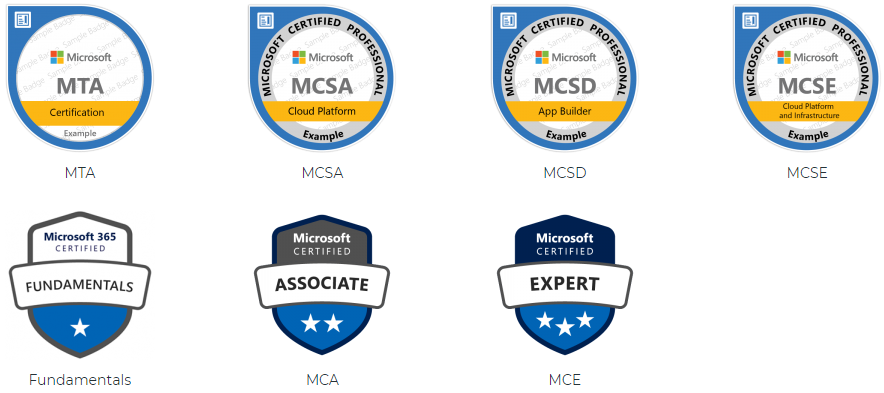 Microsoft
MTA
Certification
Example
MTA
MICROSOFT CERTIFIED PROFESSIONAL
Microsoft
MCSA
Cloud Platform
Example
MCSA
MICROSOFT CERTIFIED PROFESSIONAL
Microsoft
MCSD
App Builder
Example
MCSD
MICROSOFT CERTIFIED PROFESSIONAL
Microsoft
MCSE
Cloud Platform
and Infrastructure
Example
MCSE
Microsoft 365
CERTIFIED
FUNDAMENTALS
Fundamentals
Microsoft
CERTIFIED
ASSOCIATE
MCA
Microsoft
CERTIFIED
EXPERT
MCE